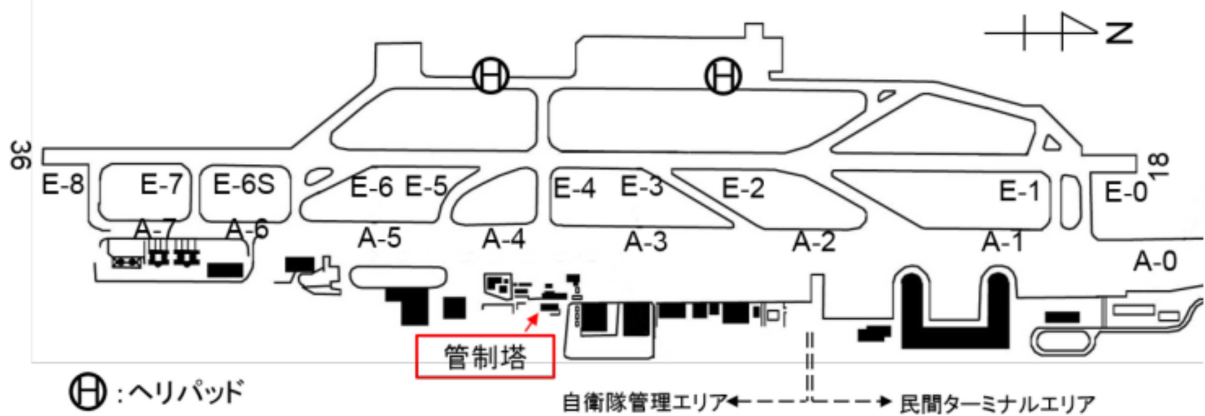 N
Ⓗ
Ⓗ
36
18
E-8
E-7
E-6S
E-6
E-5
E-4
E-3
E-2
E-1
E-0
A-7
A-6
A-5
A-4
A-3
A-2
A-1
A-0
管制塔
Ⓗ:ヘリパッド
自衛隊管理エリア
民間ターミナルエリア